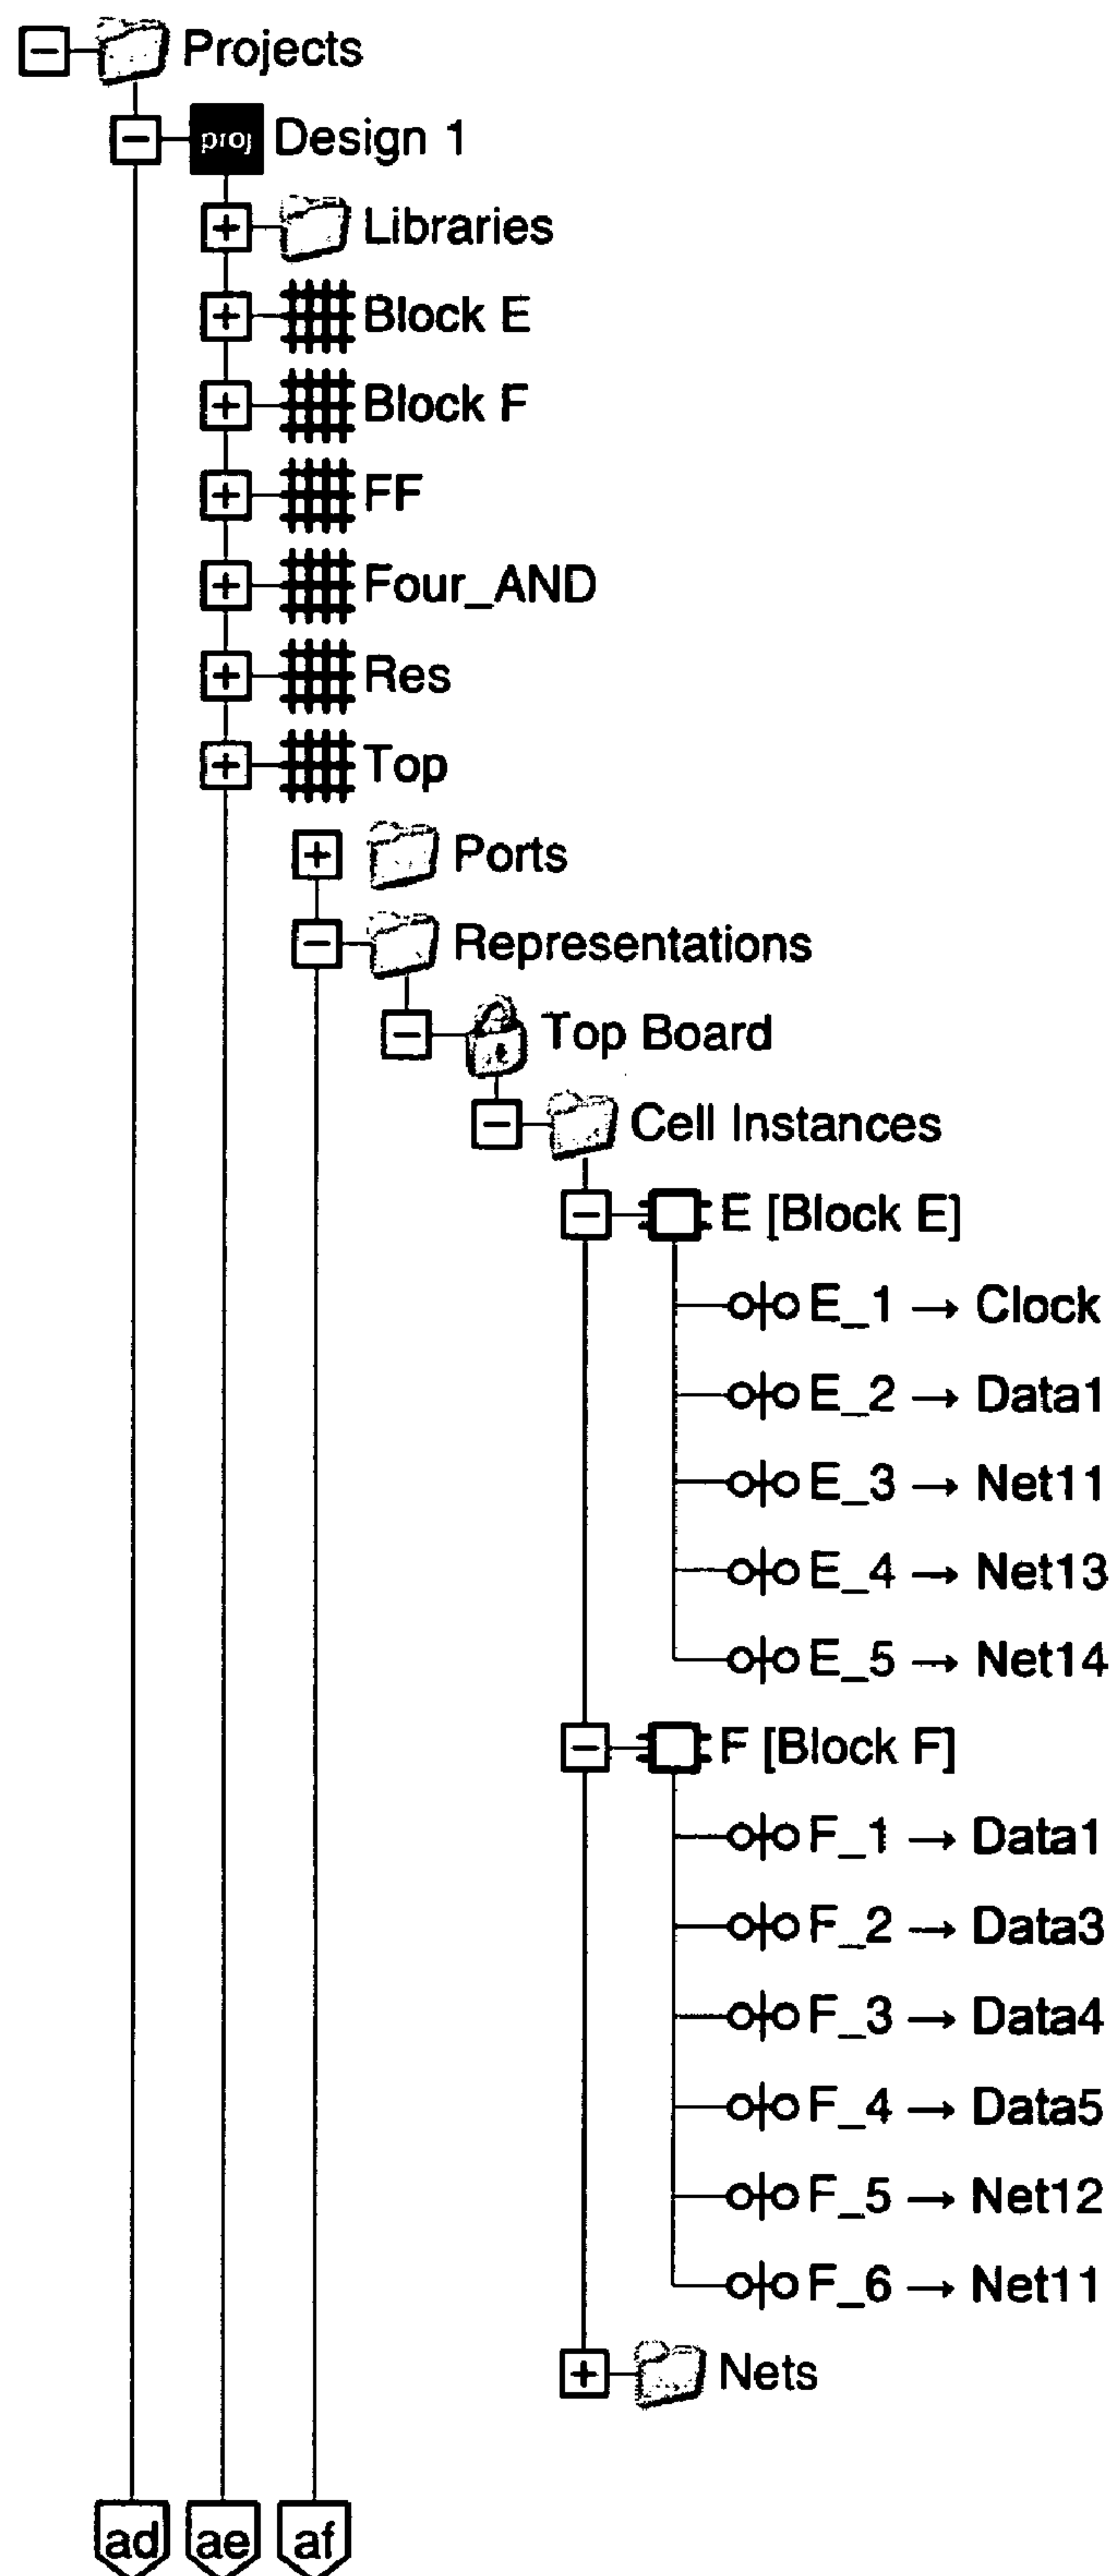 Projects
proj Design 1
Libraries
Block E
Block F
FF
Four_AND
Res
Top
Ports
Representations
Top Board
Cell Instances
E [Block E]
E_1 → Clock
E_2 → Data1
E_3 → Net11
E_4 → Net13
E_5 → Net14
F [Block F]
F_1 → Data1
F_2 → Data3
F_3 → Data4
F_4 → Data5
F_5 → Net12
F_6 → Net11
Nets
ad ae af